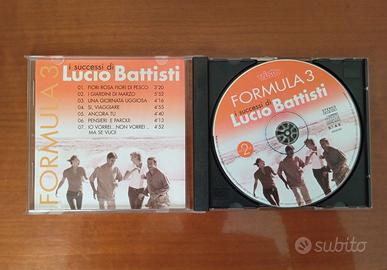 FORMULA 3
i successi di
Lucio Battisti
01. FIORI ROSA FIORI DI PESCO 3'20
02. I GIARDINI DI MARZO 5'52
03. UNA GIORNATA UGGIOSA 4'16
04. SI, VIAGGIARE 4'55
05. ANCORA TU 4'40
06. PENSIERI E PAROLE 4'13
07. IO VORREI... NON VORREI... 4'52
MA SE VUOI
FORMULA 3
i successi di
Lucio Battisti
2
subito